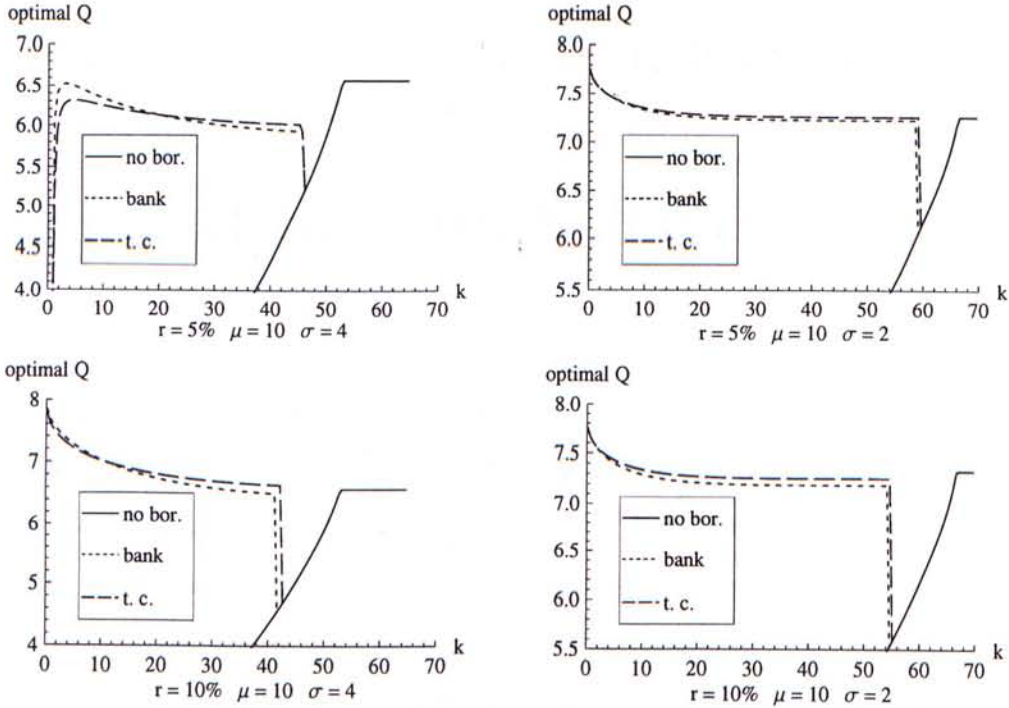 optimal Q
7.0
6.5
6.0
5.5
5.0
4.5
4.0
no bor.
bank
t. c.
0 10 20 30 40 50 60 70 k
r = 5% μ = 10 σ = 4
optimal Q
8.0
7.5
7.0
6.5
6.0
5.5
no bor.
bank
t. c.
0 10 20 30 40 50 60 70 k
r = 5% μ = 10 σ = 2
optimal Q
8
7
6
5
4
no bor.
bank
t. c.
0 10 20 30 40 50 60 70 k
r = 10% μ = 10 σ = 4
optimal Q
8.0
7.5
7.0
6.5
6.0
5.5
no bor.
bank
t. c.
0 10 20 30 40 50 60 70 k
r = 10% μ = 10 σ = 2